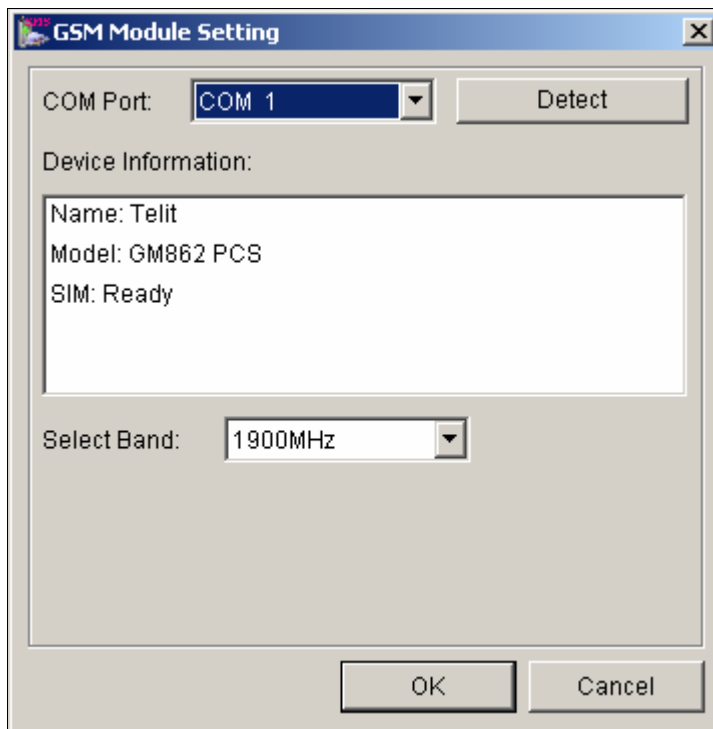 GSM Module Setting
COM Port: COM 1 Detect
Device Information:
Name: Telit
Model: GM862 PCS
SIM: Ready
Select Band: 1900MHz
OK Cancel